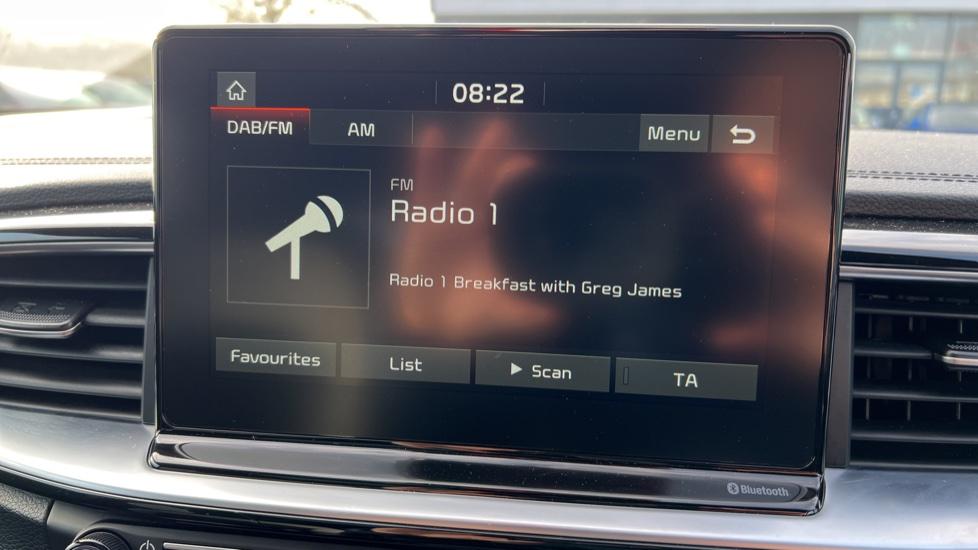 08:22
DAB/FM AM Menu
FM
Radio 1
Radio 1 Breakfast with Greg James
Favourites List Scan TA
Bluetooth